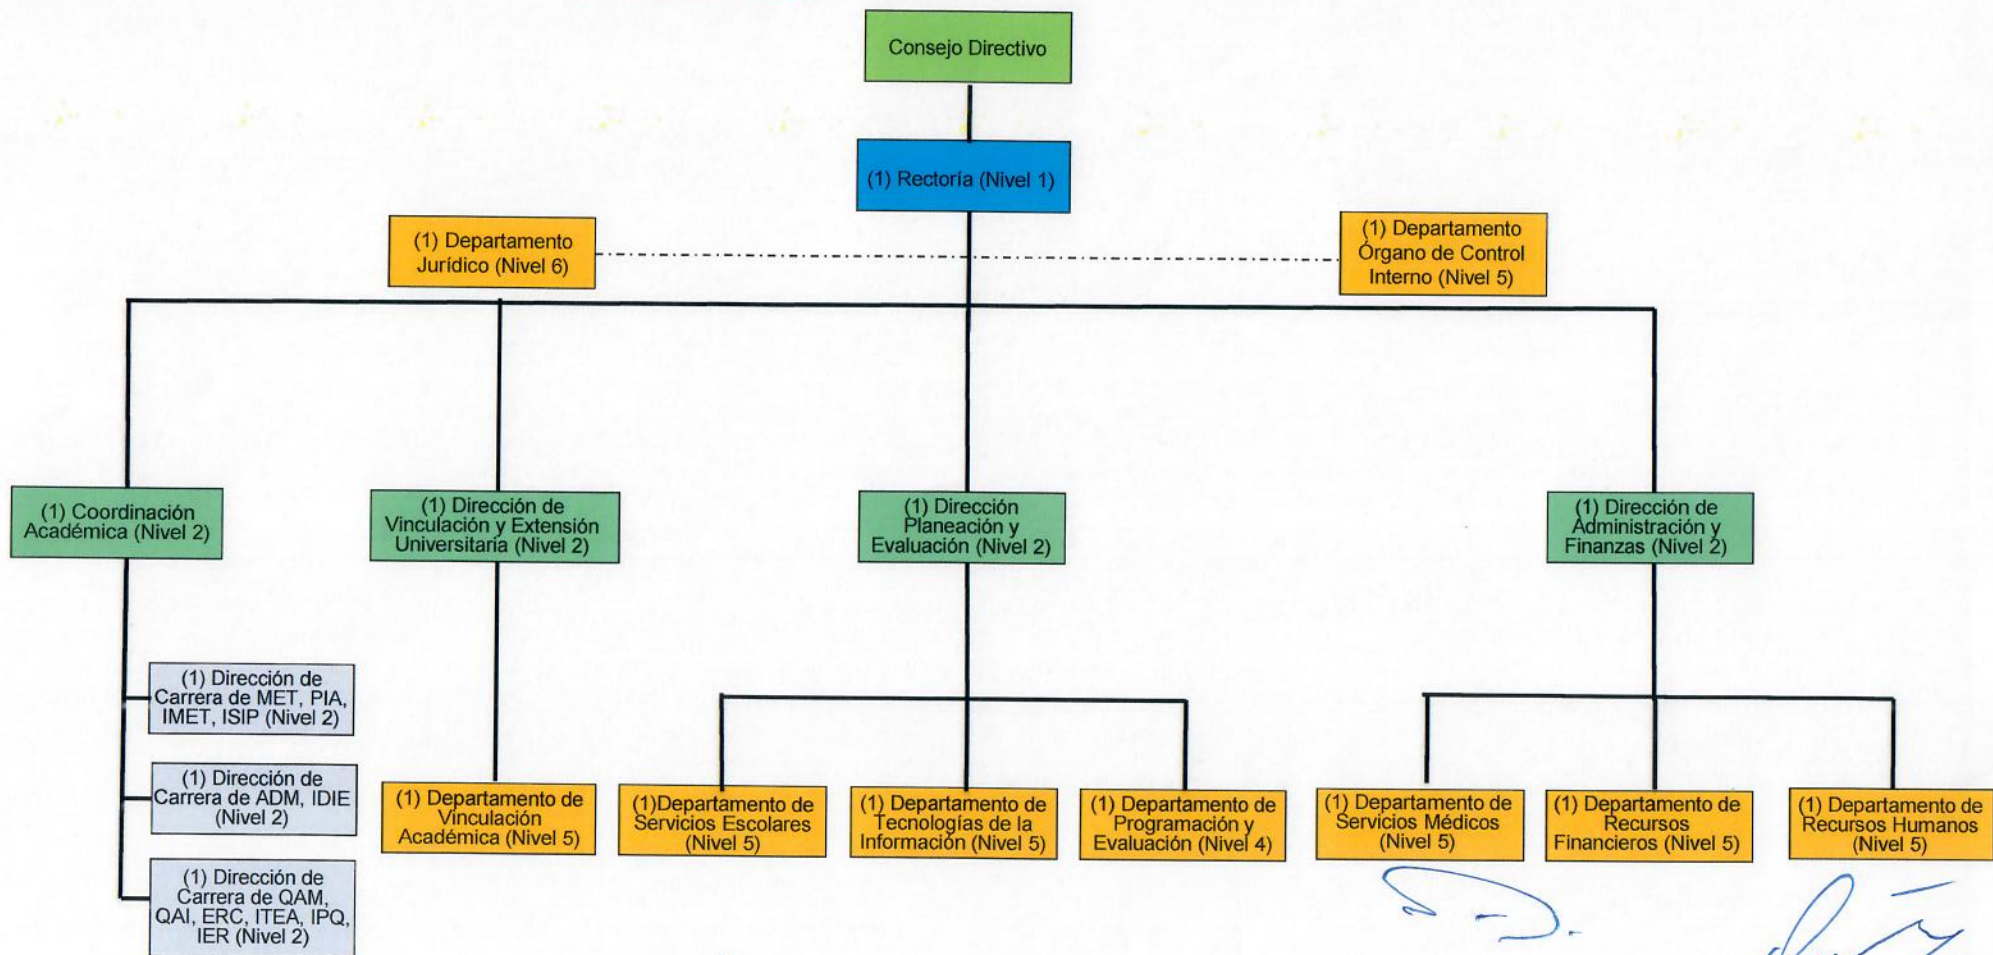 Consejo Directivo
(1) Rectoría (Nivel 1)
(1) Departamento
Jurídico (Nivel 6)
(1) Departamento
Órgano de Control
Interno (Nivel 5)
(1) Coordinación
Académica (Nivel 2)
(1) Dirección de
Vinculación y Extensión
Universitaria (Nivel 2)
(1) Dirección
Planeación y
Evaluación (Nivel 2)
(1) Dirección de
Administración y
Finanzas (Nivel 2)
(1) Dirección de
Carrera de MET, PIA,
IMET, ISIP (Nivel 2)
(1) Dirección de
Carrera de ADM, IDIE
(Nivel 2)
(1) Dirección de
Carrera de QAM,
QAI, ERC, ITEA, IPQ,
IER (Nivel 2)
(1) Departamento de
Vinculación
Académica (Nivel 5)
(1)Departamento de
Servicios Escolares
(Nivel 5)
(1) Departamento de
Tecnologías de la
Información (Nivel 5)
(1) Departamento de
Programación y
Evaluación (Nivel 4)
(1) Departamento de
Servicios Médicos
(Nivel 5)
(1) Departamento de
Recursos
Financieros (Nivel 5)
(1) Departamento de
Recursos Humanos
(Nivel 5)